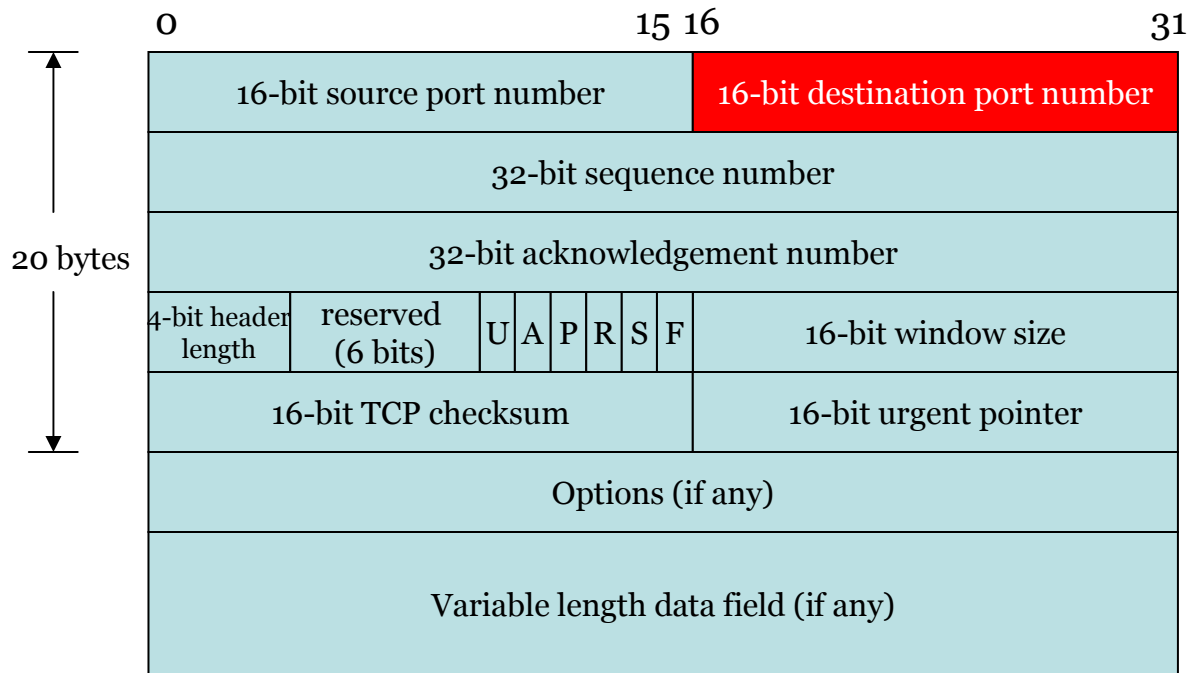 0 15 16 31
16-bit source port number 16-bit destination port number
32-bit sequence number
20 bytes
32-bit acknowledgement number
4-bit header
length
reserved
(6 bits)
U A P R S F
16-bit window size
16-bit TCP checksum 16-bit urgent pointer
Options (if any)
Variable length data field (if any)